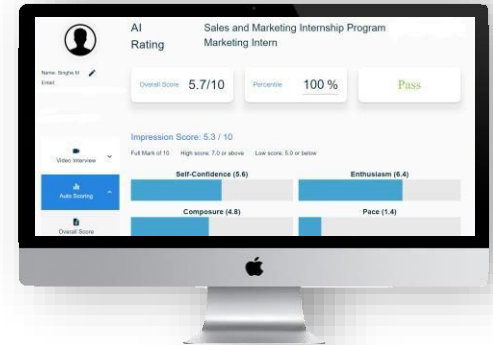 AI Rating
Sales and Marketing Internship Program
Marketing Intern
Name: Singha M
Email:
Overall Score 5.7/10
Percentile 100 %
Pass
Impression Score: 5.3 / 10
Full Mark of 10 High score: 7.0 or above Low score: 5.0 or below
Video Interview
Auto Scoring
Overall Score
Self-Confidence (5.6)
Enthusiasm (6.4)
Composure (4.8)
Pace (1.4)